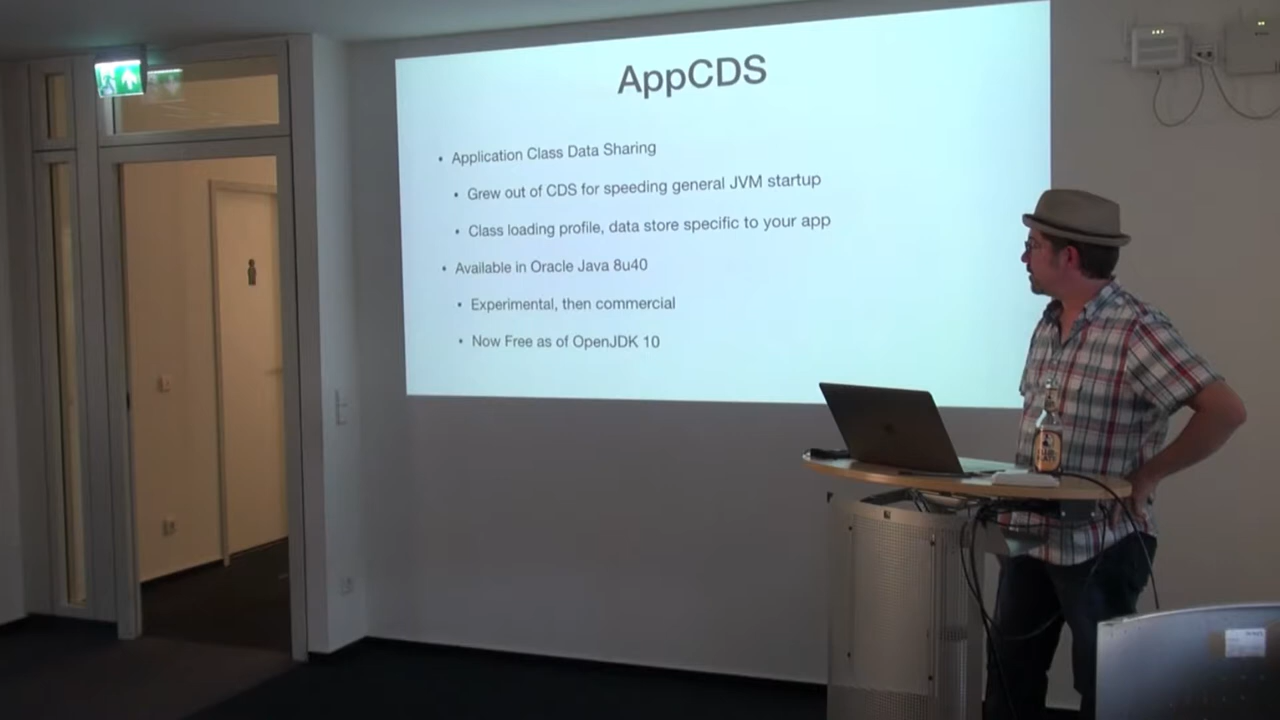 AppCDS
• Application Class Data Sharing
• Grew out of CDS for speeding general JVM startup
• Class loading profile, data store specific to your app
• Available in Oracle Java 8u40
• Experimental, then commercial
• Now Free as of OpenJDK 10